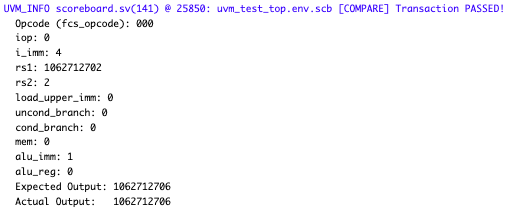 UVM_INFO scoreboard.sv(141) @ 25850: uvm_test_top.env.scb [COMPARE] Transaction PASSED!
Opcode (fcs_opcode): 000
iop: 0
i_imm: 4
rs1: 1062712702
rs2: 2
load_upper_imm: 0
uncond_branch: 0
cond_branch: 0
mem: 0
alu_imm: 1
alu_reg: 0
Expected Output: 1062712706
Actual Output:   1062712706